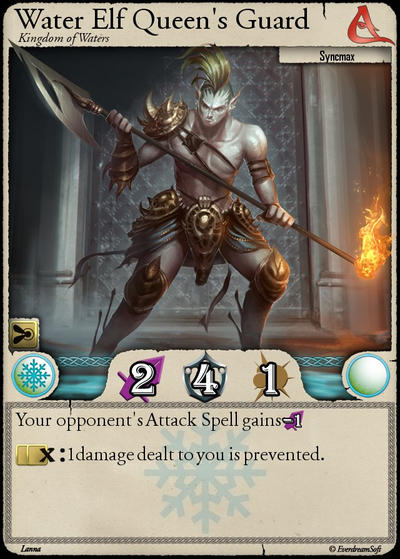 Water Elf Queen's Guard
Kingdom of Waters
A
Syncmax
2 4 1
Your opponent's Attack Spell gains -1
X : 1 damage dealt to you is prevented.
Lanna © EverdreamSoft